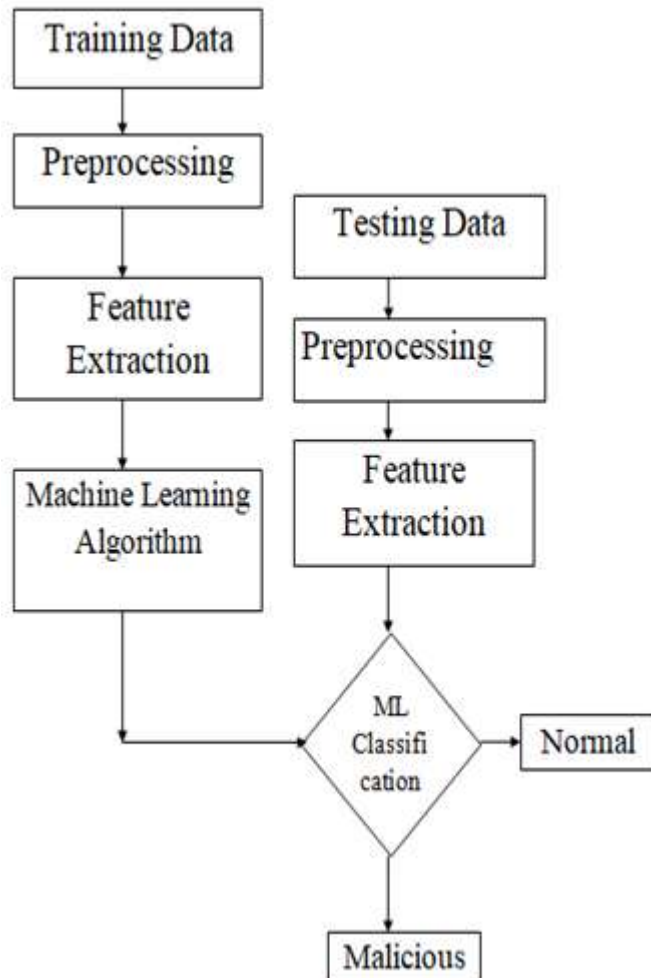 Training Data
Preprocessing
Feature
Extraction
Machine Learning
Algorithm
Testing Data
Preprocessing
Feature
Extraction
ML
Classifi
cation
Normal
Malicious